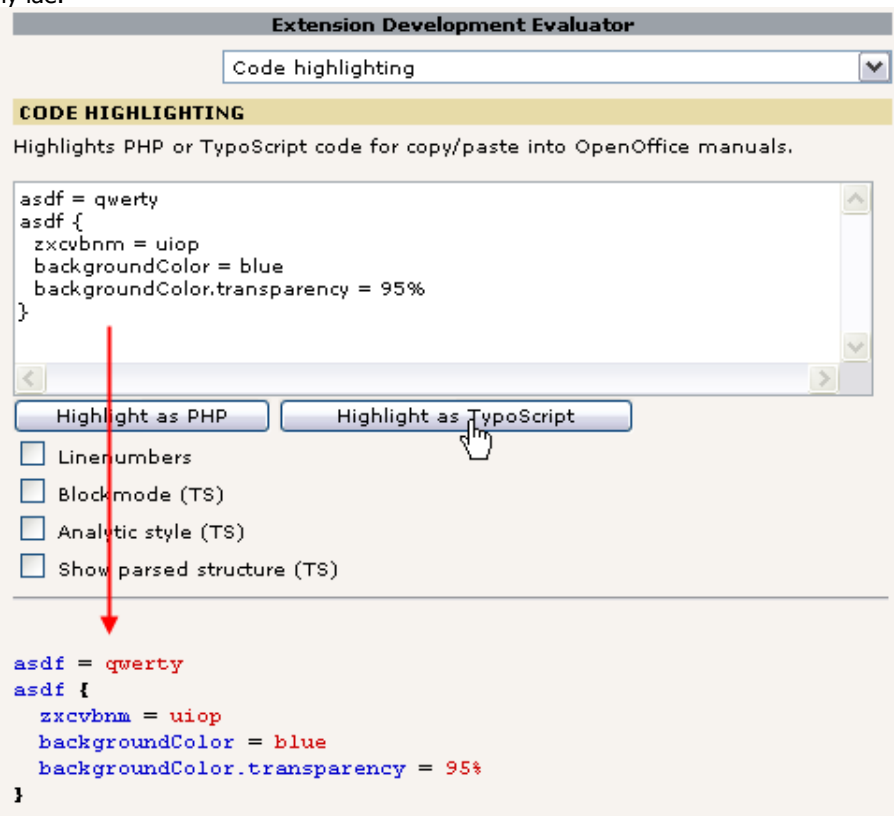 Extension Development Evaluator
Code highlighting
CODE HIGHLIGHTING
Highlights PHP or TypoScript code for copy/paste into OpenOffice manuals.
asdf = qwerty
asdf {
  zxcvbnm = uiop
  backgroundColor = blue
  backgroundColor.transparency = 95%
}
Highlight as PHP Highlight as TypoScript
Linenumbers
Blockmode (TS)
Analytic style (TS)
Show parsed structure (TS)
asdf = qwerty
asdf {
  zxcvbnm = uiop
  backgroundColor = blue
  backgroundColor.transparency = 95%
}